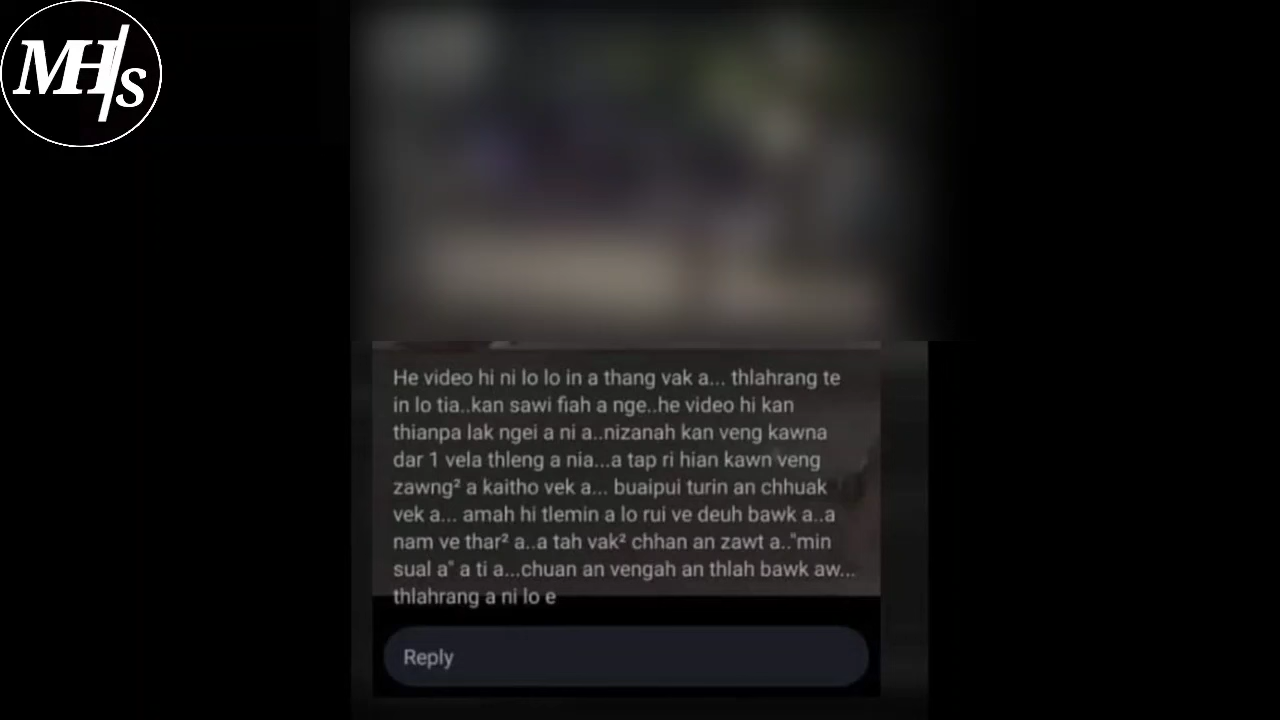 MH/s
He video hi ni lo lo in a thang vak a... thlahrang te
in lo tia..kan sawi fiah a nge..he video hi kan
thianpa lak ngei a ni a..nizanah kan veng kawna
dar 1 vela thleng a nia...a tap ri hian kawn veng
zawng² a kaitho vek a... buaipui turin an chhuak
vek a... amah hi tlemin a lo rui ve deuh bawk a..a
nam ve thar² a..a tah vak² chhan an zawt a.."min
sual a" a ti a...chuan an vengah an thlah bawk aw...
thlahrang a ni lo e
Reply